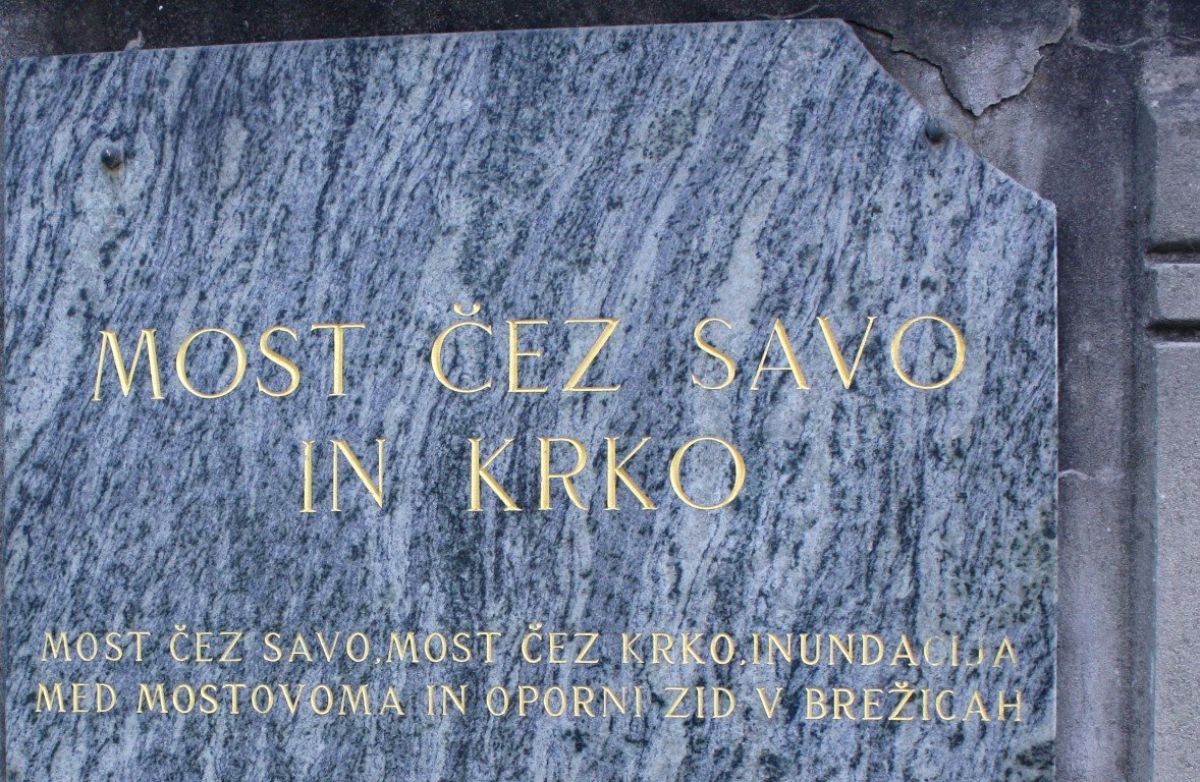 MOST ČEZ SAVO
IN KRKO
MOST ČEZ SAVO, MOST ČEZ KRKO, INUNDACIJA
MED MOSTOVOMA IN OPORNI ZID V BREŽICAH